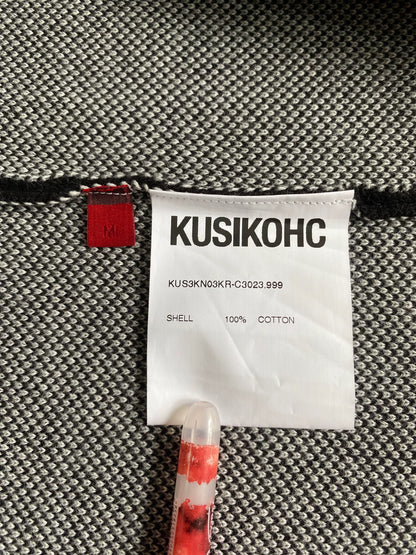 KUSIKOHC
KUS3KN03KR-C3023.999
SHELL 100% COTTON
M